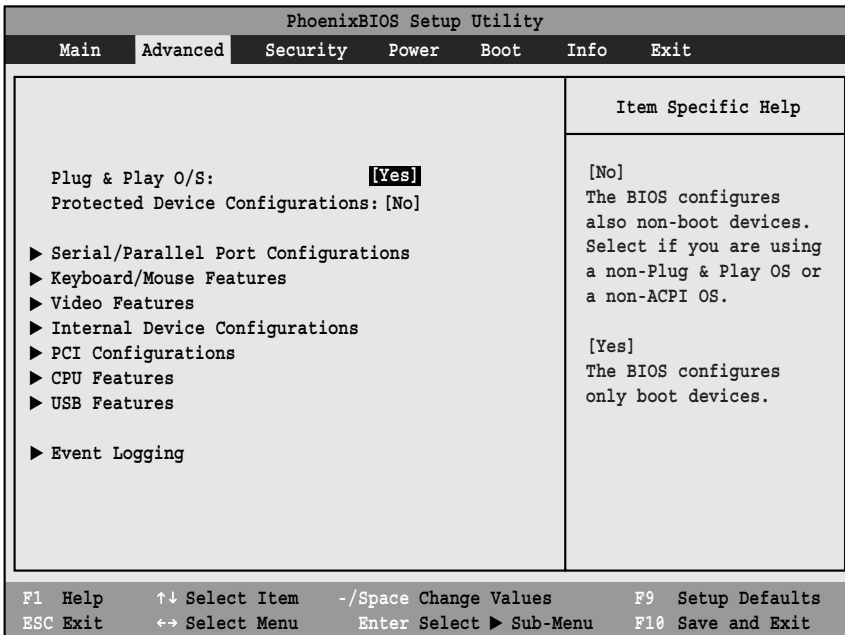 PhoenixBIOS Setup Utility
Main Advanced Security Power Boot Info Exit
Item Specific Help
Plug & Play O/S: [Yes]
Protected Device Configurations: [No]
▶ Serial/Parallel Port Configurations
▶ Keyboard/Mouse Features
▶ Video Features
▶ Internal Device Configurations
▶ PCI Configurations
▶ CPU Features
▶ USB Features
▶ Event Logging
[No]
The BIOS configures
also non-boot devices.
Select if you are using
a non-Plug & Play OS or
a non-ACPI OS.
[Yes]
The BIOS configures
only boot devices.
F1 Help ↑↓ Select Item -/Space Change Values F9 Setup Defaults
ESC Exit ←→ Select Menu Enter Select ▶ Sub-Menu F10 Save and Exit